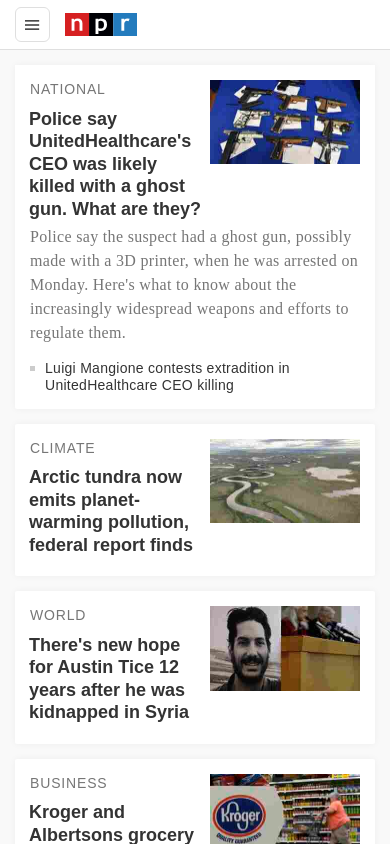 npr
NATIONAL
Police say
UnitedHealthcare's
CEO was likely
killed with a ghost
gun. What are they?
Police say the suspect had a ghost gun, possibly
made with a 3D printer, when he was arrested on
Monday. Here's what to know about the
increasingly widespread weapons and efforts to
regulate them.
Luigi Mangione contests extradition in
UnitedHealthcare CEO killing
CLIMATE
Arctic tundra now
emits planet-
warming pollution,
federal report finds
WORLD
There's new hope
for Austin Tice 12
years after he was
kidnapped in Syria
BUSINESS
Kroger and
Albertsons grocery
Kroger
QUALITY GUARANTEED